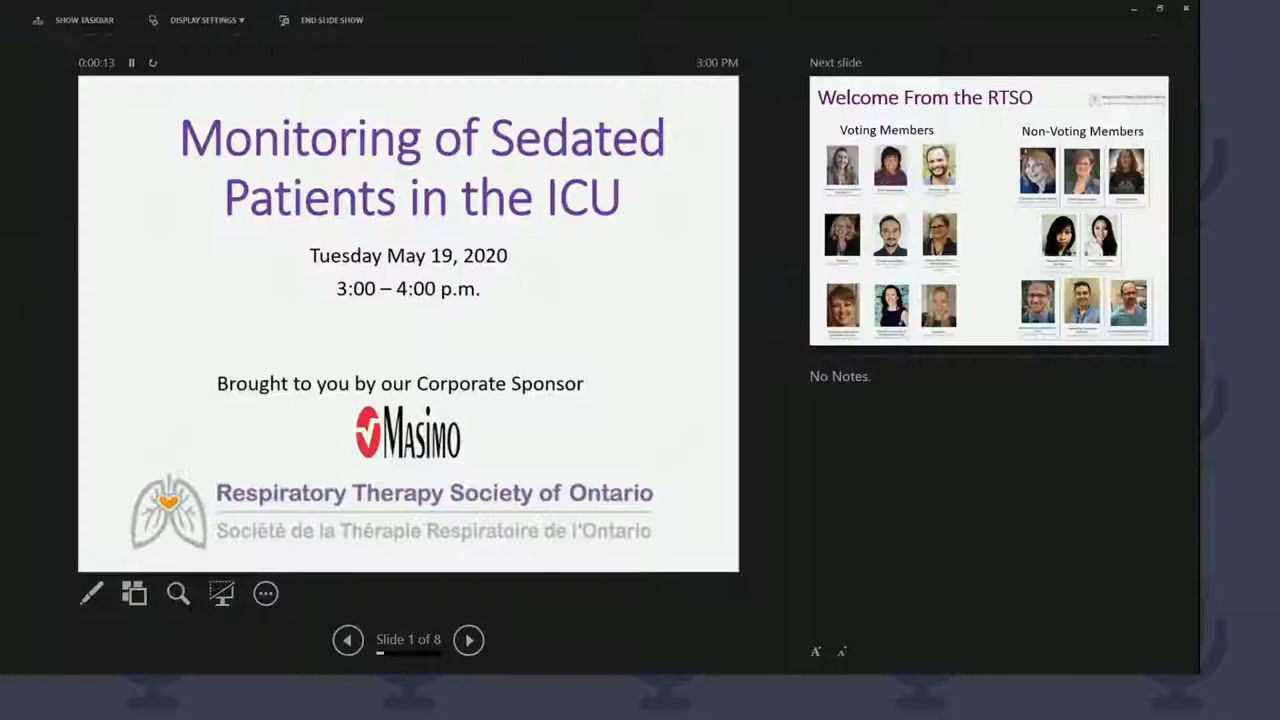 SHOW TASKBAR
DISPLAY SETTINGS ▼
END SLIDE SHOW
0:00:13
3:00 PM
Monitoring of Sedated
Patients in the ICU
Tuesday May 19, 2020
3:00 – 4:00 p.m.
Brought to you by our Corporate Sponsor
Masimo
Respiratory Therapy Society of Ontario
Société de la Thérapie Respiratoire de l'Ontario
Slide 1 of 8
Next slide
Welcome From the RTSO
Voting Members
Non-Voting Members
No Notes.
A A